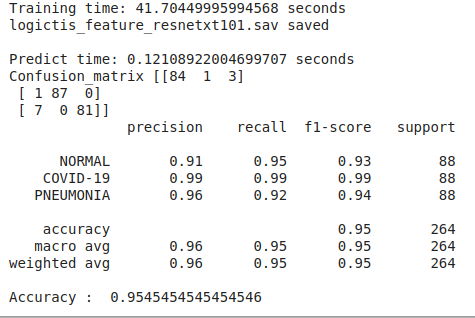 Training time: 41.70449995994568 seconds
logictis_feature_resnetxt101.sav saved
Predict time: 0.12108922004699707 seconds
Confusion_matrix [[84  1  3]
 [ 1 87  0]
 [ 7  0 81]]
              precision    recall  f1-score   support
      NORMAL       0.91      0.95      0.93        88
    COVID-19       0.99      0.99      0.99        88
   PNEUMONIA       0.96      0.92      0.94        88
    accuracy                           0.95       264
   macro avg       0.96      0.95      0.95       264
weighted avg       0.96      0.95      0.95       264
Accuracy :  0.9545454545454546